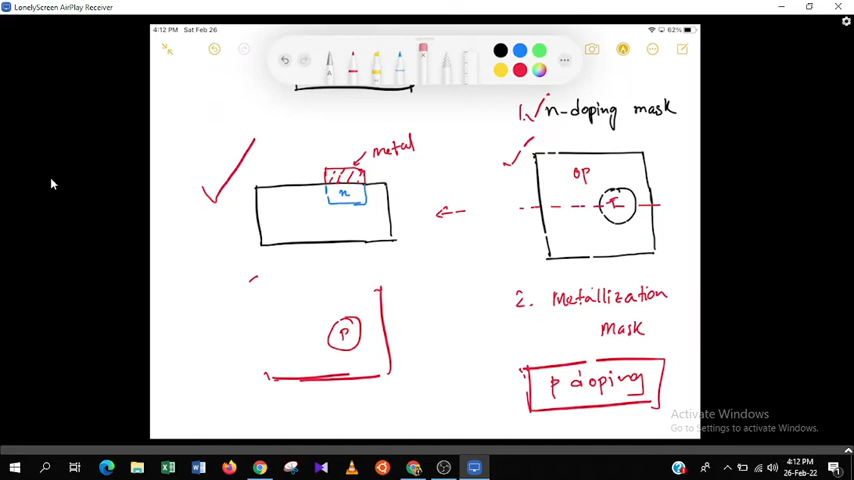 LonelyScreen AirPlay Receiver
4:12 PM Sat Feb 26
62%
A
1. n-doping mask
metal
n
OP
T
2. Metallization
Mask
P
p doping
Activate Windows
Go to Settings to activate Windows.
4:12 PM
26-Feb-22